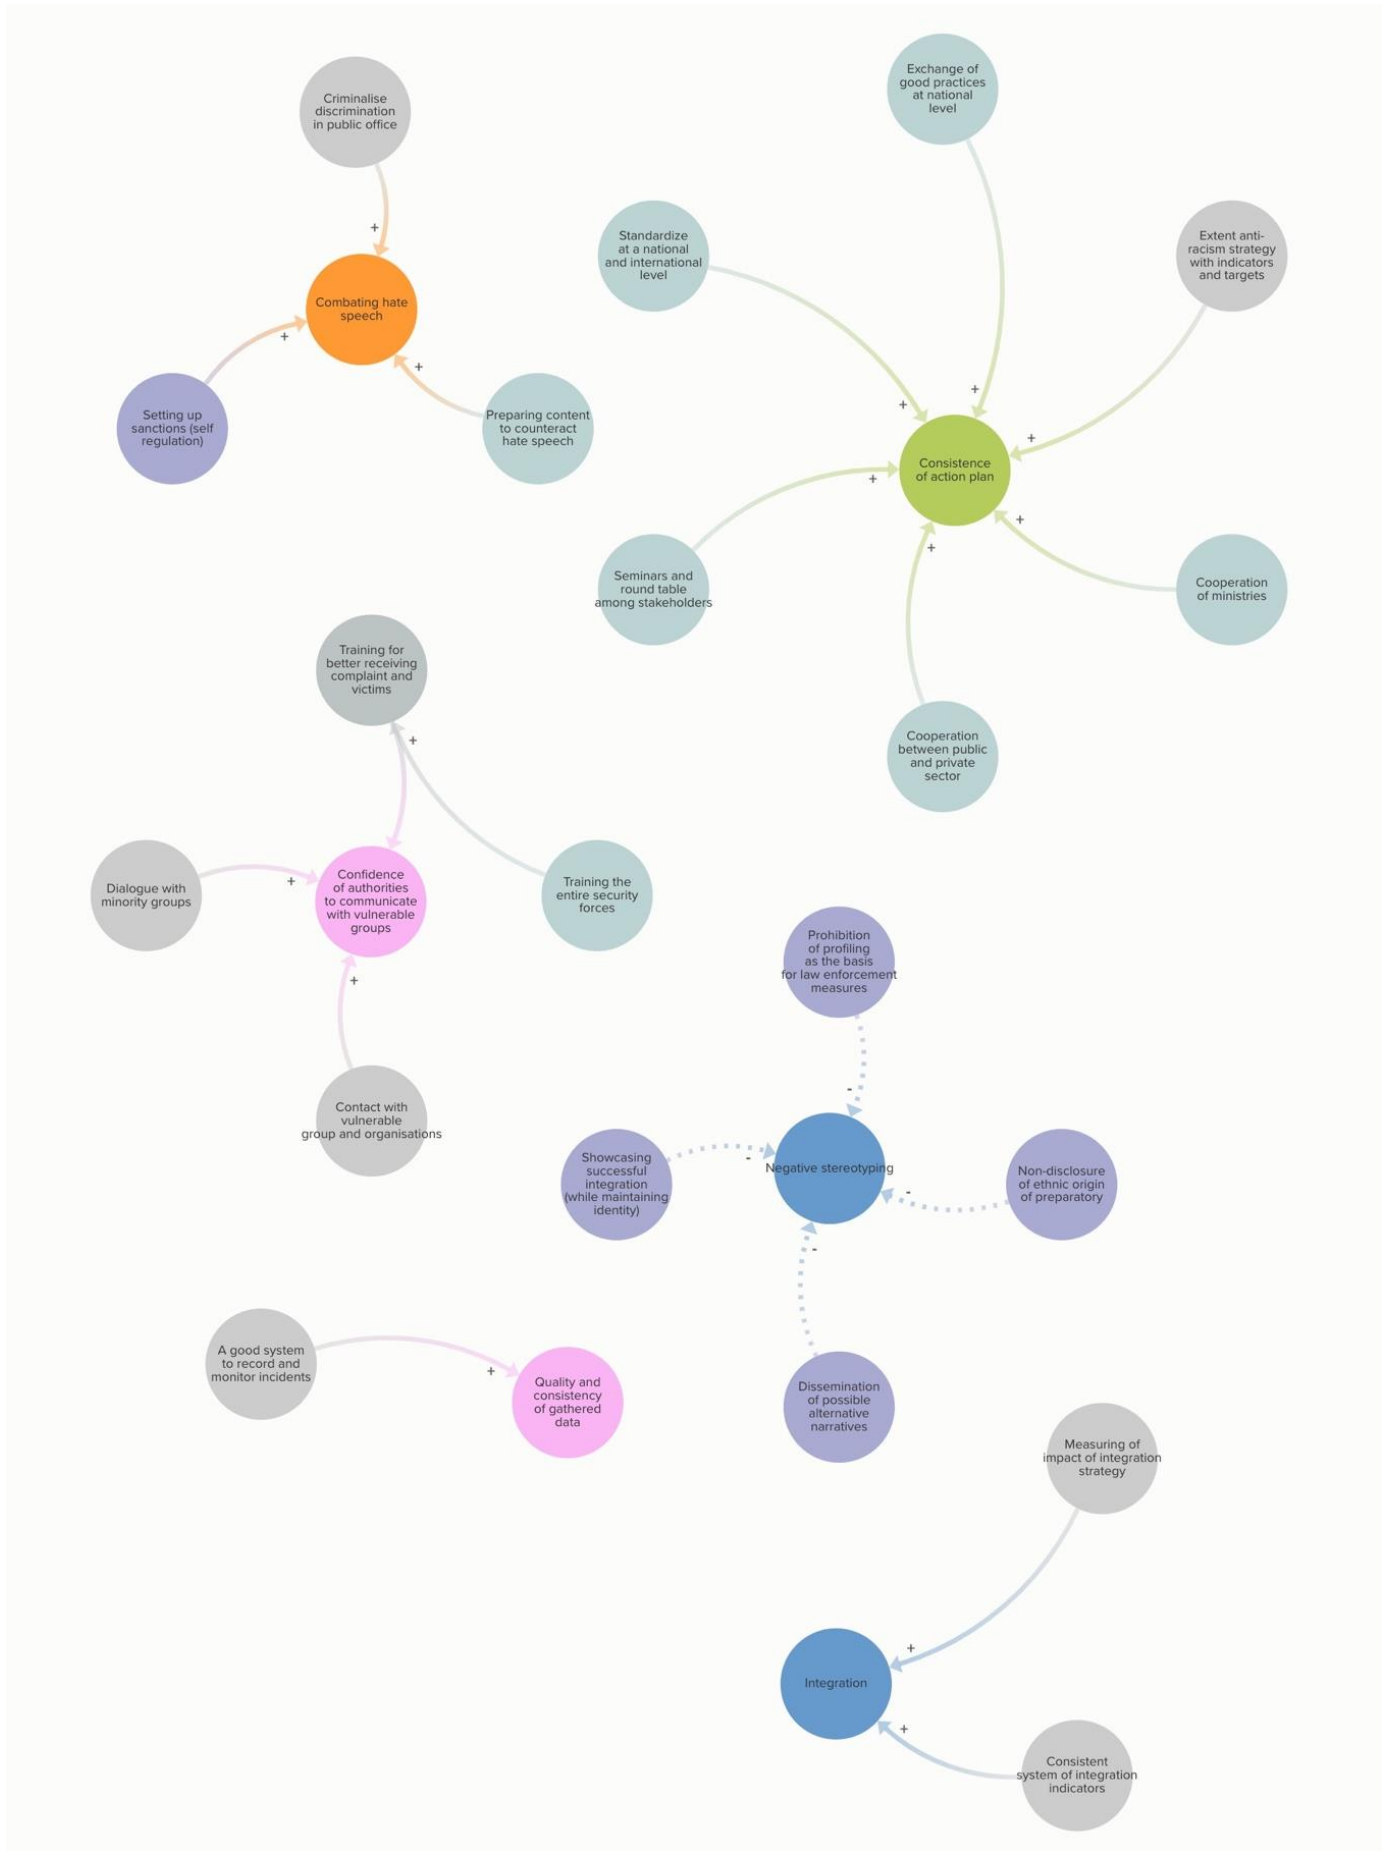 Criminalise
discrimination
in public office
+
Combating hate
speech
+
+
Setting up
sanctions (self
regulation)
Preparing content
to counteract
hate speech
Exchange of
good practices
at national
level
Standardize
at a national
and international
level
Extent anti-
racism strategy
with indicators
and targets
+
+
+
Consistence
of action plan
+
+
+
Seminars and
round table
among stakeholders
Cooperation
of ministries
Cooperation
between public
and private
sector
Training for
better receiving
complaint and
victims
+
Dialogue with
minority groups
+
Confidence
of authorities
to communicate
with vulnerable
groups
Training the
entire security
forces
+
Contact with
vulnerable
group and organisations
Prohibition
of profiling
as the basis
for law enforcement
measures
-
Showcasing
successful
integration
(while maintaining
identity)
-
Negative stereotyping
-
Non-disclosure
of ethnic origin
of preparatory
-
Dissemination
of possible
alternative
narratives
A good system
to record and
monitor incidents
+
Quality and
consistency
of gathered
data
Measuring of
impact of integration
strategy
+
Integration
+
Consistent
system of integration
indicators